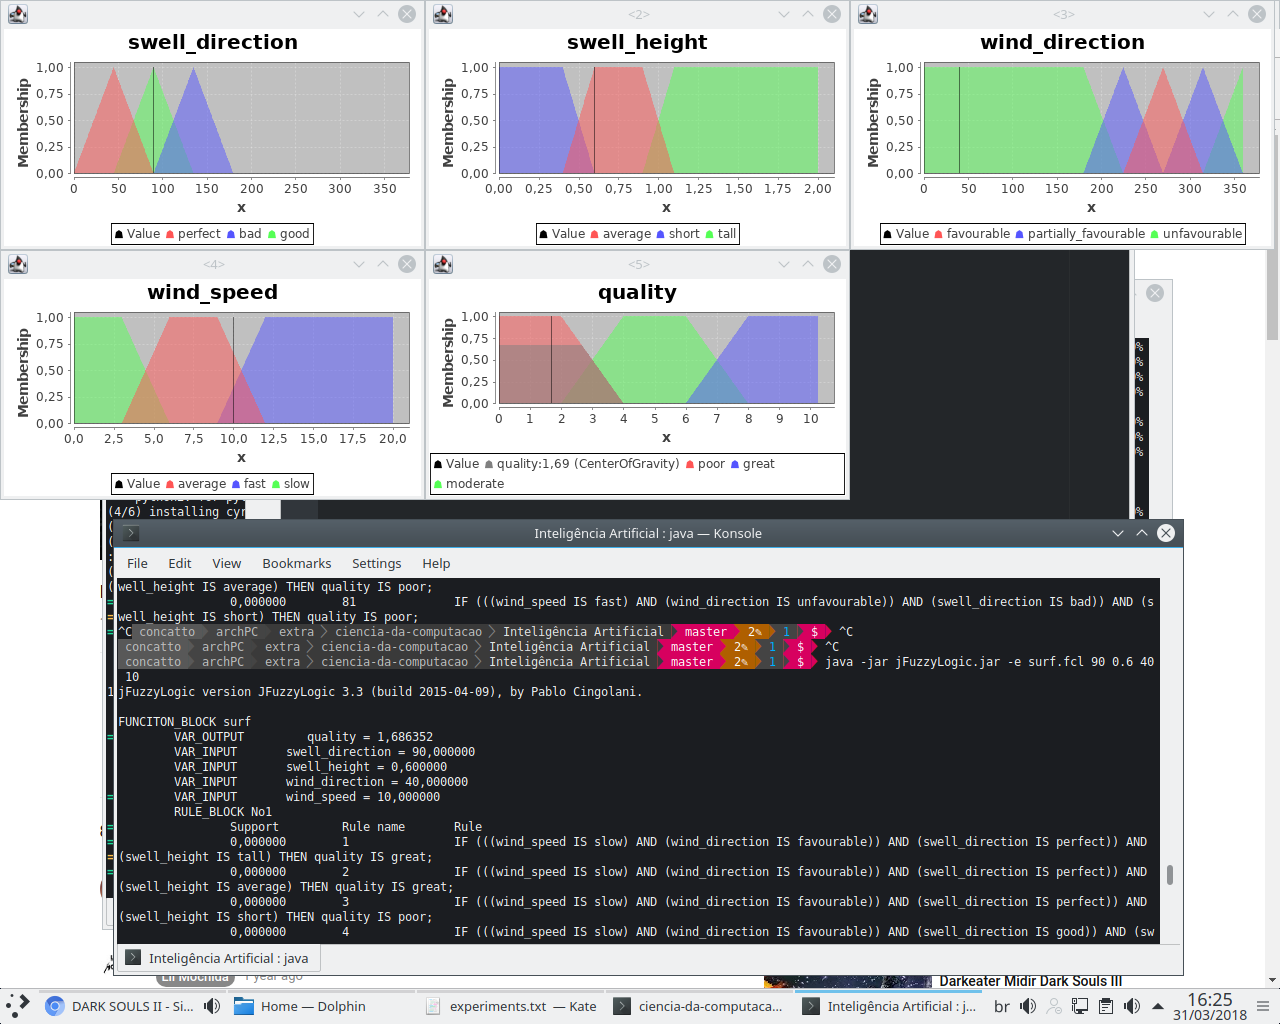 swell_direction
Membership
1,00
0,75
0,50
0,25
0,00
0 50 100 150 200 250 300 350
x
Value perfect bad good
<2>
swell_height
Membership
1,00
0,75
0,50
0,25
0,00
0,00 0,25 0,50 0,75 1,00 1,25 1,50 1,75 2,00
x
Value average short tall
<3>
wind_direction
Membership
1,00
0,75
0,50
0,25
0,00
0 50 100 150 200 250 300 350
x
Value favourable partially_favourable unfavourable
<4>
wind_speed
Membership
1,00
0,75
0,50
0,25
0,00
0,0 2,5 5,0 7,5 10,0 12,5 15,0 17,5 20,0
x
Value average fast slow
<5>
quality
Membership
1,00
0,75
0,50
0,25
0,00
0 1 2 3 4 5 6 7 8 9 10
x
Value quality:1,69 (CenterOfGravity) poor great
moderate
(4/6) installing cyr
Inteligência Artificial : java — Konsole
File Edit View Bookmarks Settings Help
well_height IS average) THEN quality IS poor;
0,000000 81 IF (((wind_speed IS fast) AND (wind_direction IS unfavourable)) AND (swell_direction IS bad)) AND (s
well_height IS short) THEN quality IS poor;
^C concatto archPC extra ciencia-da-computacao Inteligência Artificial master 2% 1 $ ^C
concatto archPC extra ciencia-da-computacao Inteligência Artificial master 2% 1 $ ^C
concatto archPC extra ciencia-da-computacao Inteligência Artificial master 2% 1 $ java -jar jFuzzyLogic.jar -e surf.fcl 90 0.6 40
10
jFuzzyLogic version JFuzzyLogic 3.3 (build 2015-04-09), by Pablo Cingolani.
FUNCITON_BLOCK surf
VAR_OUTPUT quality = 1,686352
VAR_INPUT swell_direction = 90,000000
VAR_INPUT swell_height = 0,600000
VAR_INPUT wind_direction = 40,000000
VAR_INPUT wind_speed = 10,000000
RULE_BLOCK No1
Support Rule name Rule
0,000000 1 IF (((wind_speed IS slow) AND (wind_direction IS favourable)) AND (swell_direction IS perfect)) AND
(swell_height IS tall) THEN quality IS great;
0,000000 2 IF (((wind_speed IS slow) AND (wind_direction IS favourable)) AND (swell_direction IS perfect)) AND
(swell_height IS average) THEN quality IS great;
0,000000 3 IF (((wind_speed IS slow) AND (wind_direction IS favourable)) AND (swell_direction IS perfect)) AND
(swell_height IS short) THEN quality IS poor;
0,000000 4 IF (((wind_speed IS slow) AND (wind_direction IS favourable)) AND (swell_direction IS good)) AND (sw
Inteligência Artificial : java
Lil Mochida 1 year ago
Darkeater Midir Dark Souls III
DARK SOULS II - Si... Home — Dolphin experiments.txt — Kate ciencia-da-computaca... Inteligência Artificial : j... br 16:25
31/03/2018